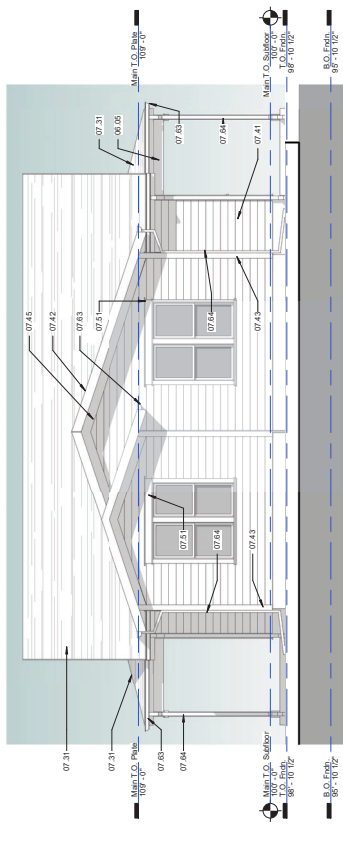 07.45
07.42
07.63
07.51
07.31
06.05
07.31
07.31
Main T.O. Plate
109' - 0"
Main T.O. Plate
109' - 0"
07.63
07.64
07.51
07.64
07.43
07.64
07.43
07.63
07.64
07.41
Main T.O. Subfloor
100' - 0"
T.O. Fndn.
98' - 10 1/2"
B.O. Fndn.
95' - 10 1/2"
Main T.O. Subfloor
100' - 0"
T.O. Fndn.
98' - 10 1/2"
B.O. Fndn.
95' - 10 1/2"